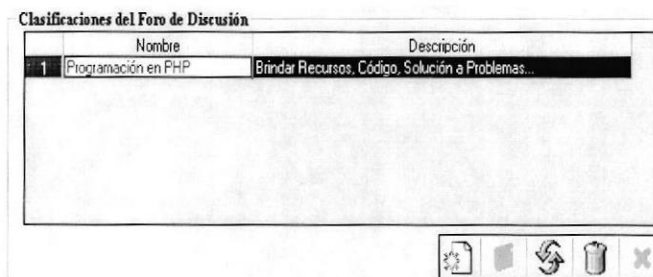 Clasificaciones del Foro de Discusión
Nombre Descripción
1 Programación en PHP Brindar Recursos, Código, Solución a Problemas...